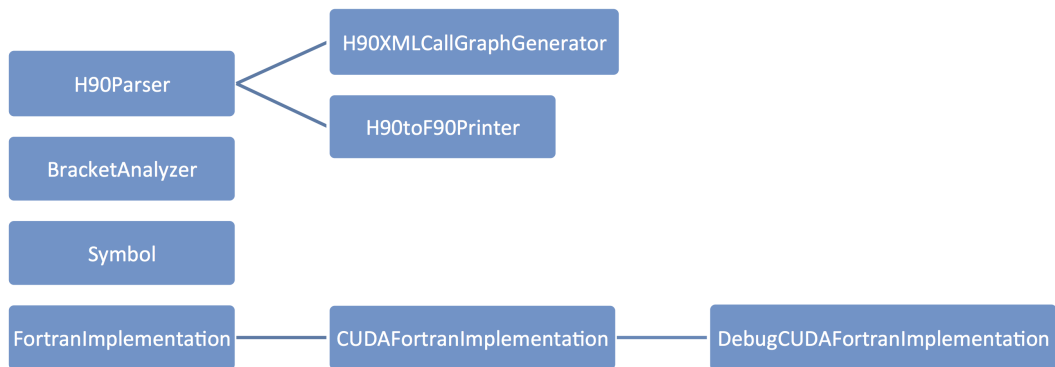 H90XMLCallGraphGenerator
H90Parser
H90toF90Printer
BracketAnalyzer
Symbol
FortranImplementation
CUDAFortranImplementation
DebugCUDAFortranImplementation